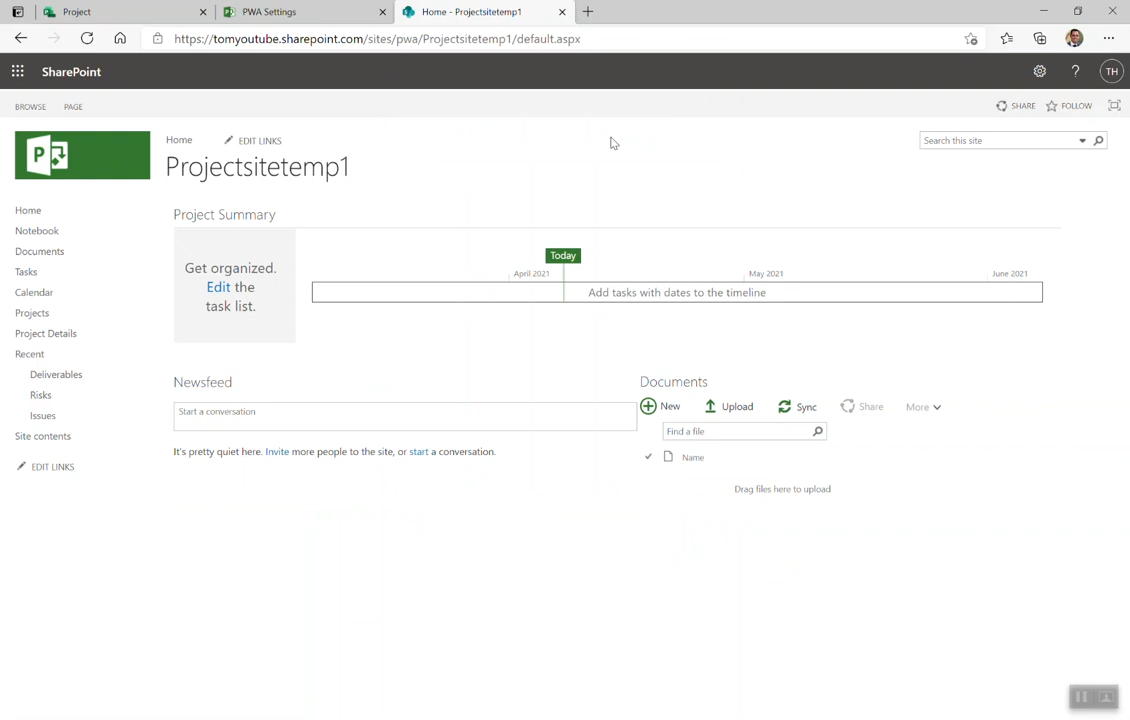 Project
PWA Settings
Home - Projectsitetemp1
https://tomyoutube.sharepoint.com/sites/pwa/Projectsitetemp1/default.aspx
SharePoint
?
TH
BROWSE
PAGE
SHARE
FOLLOW
P
Home
EDIT LINKS
Search this site
Projectsitetemp1
Home
Notebook
Documents
Tasks
Calendar
Projects
Project Details
Recent
Deliverables
Risks
Issues
Site contents
EDIT LINKS
Project Summary
Get organized.
Edit the
task list.
Today
April 2021
May 2021
June 2021
Add tasks with dates to the timeline
Newsfeed
Start a conversation
It's pretty quiet here. Invite more people to the site, or start a conversation.
Documents
New
Upload
Sync
Share
More
Find a file
Name
Drag files here to upload